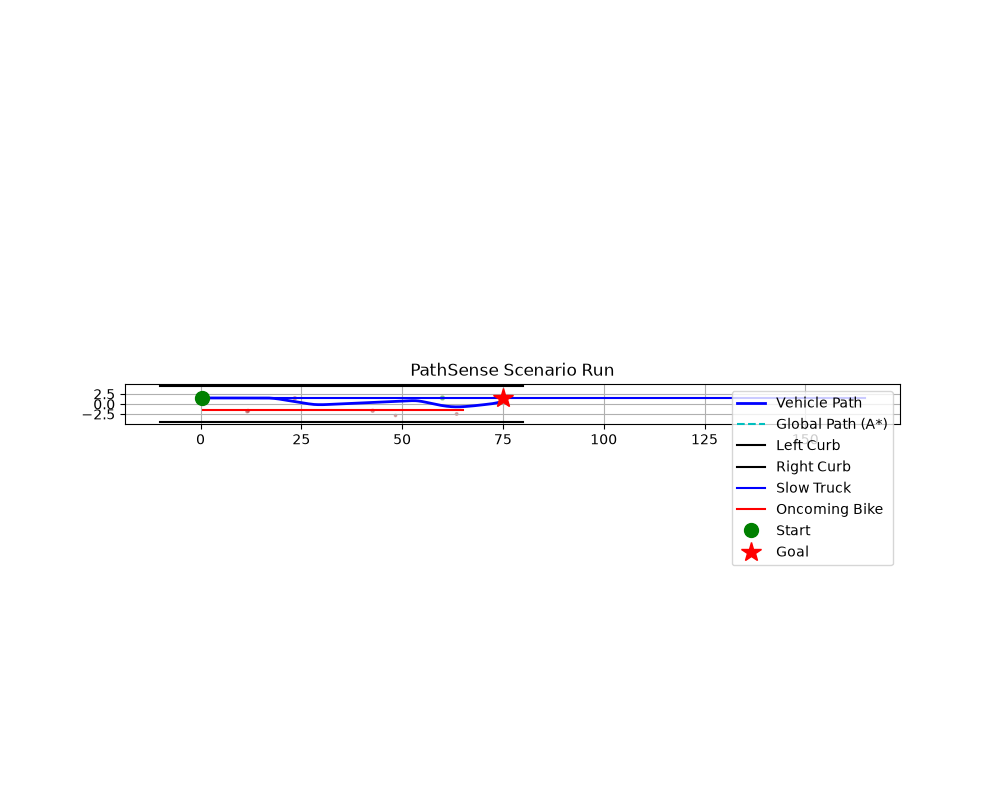 PathSense Scenario Run
2.5
0.0
−2.5
0
25
50
75
100
125
150
Vehicle Path
Global Path (A*)
Left Curb
Right Curb
Slow Truck
Oncoming Bike
Start
Goal